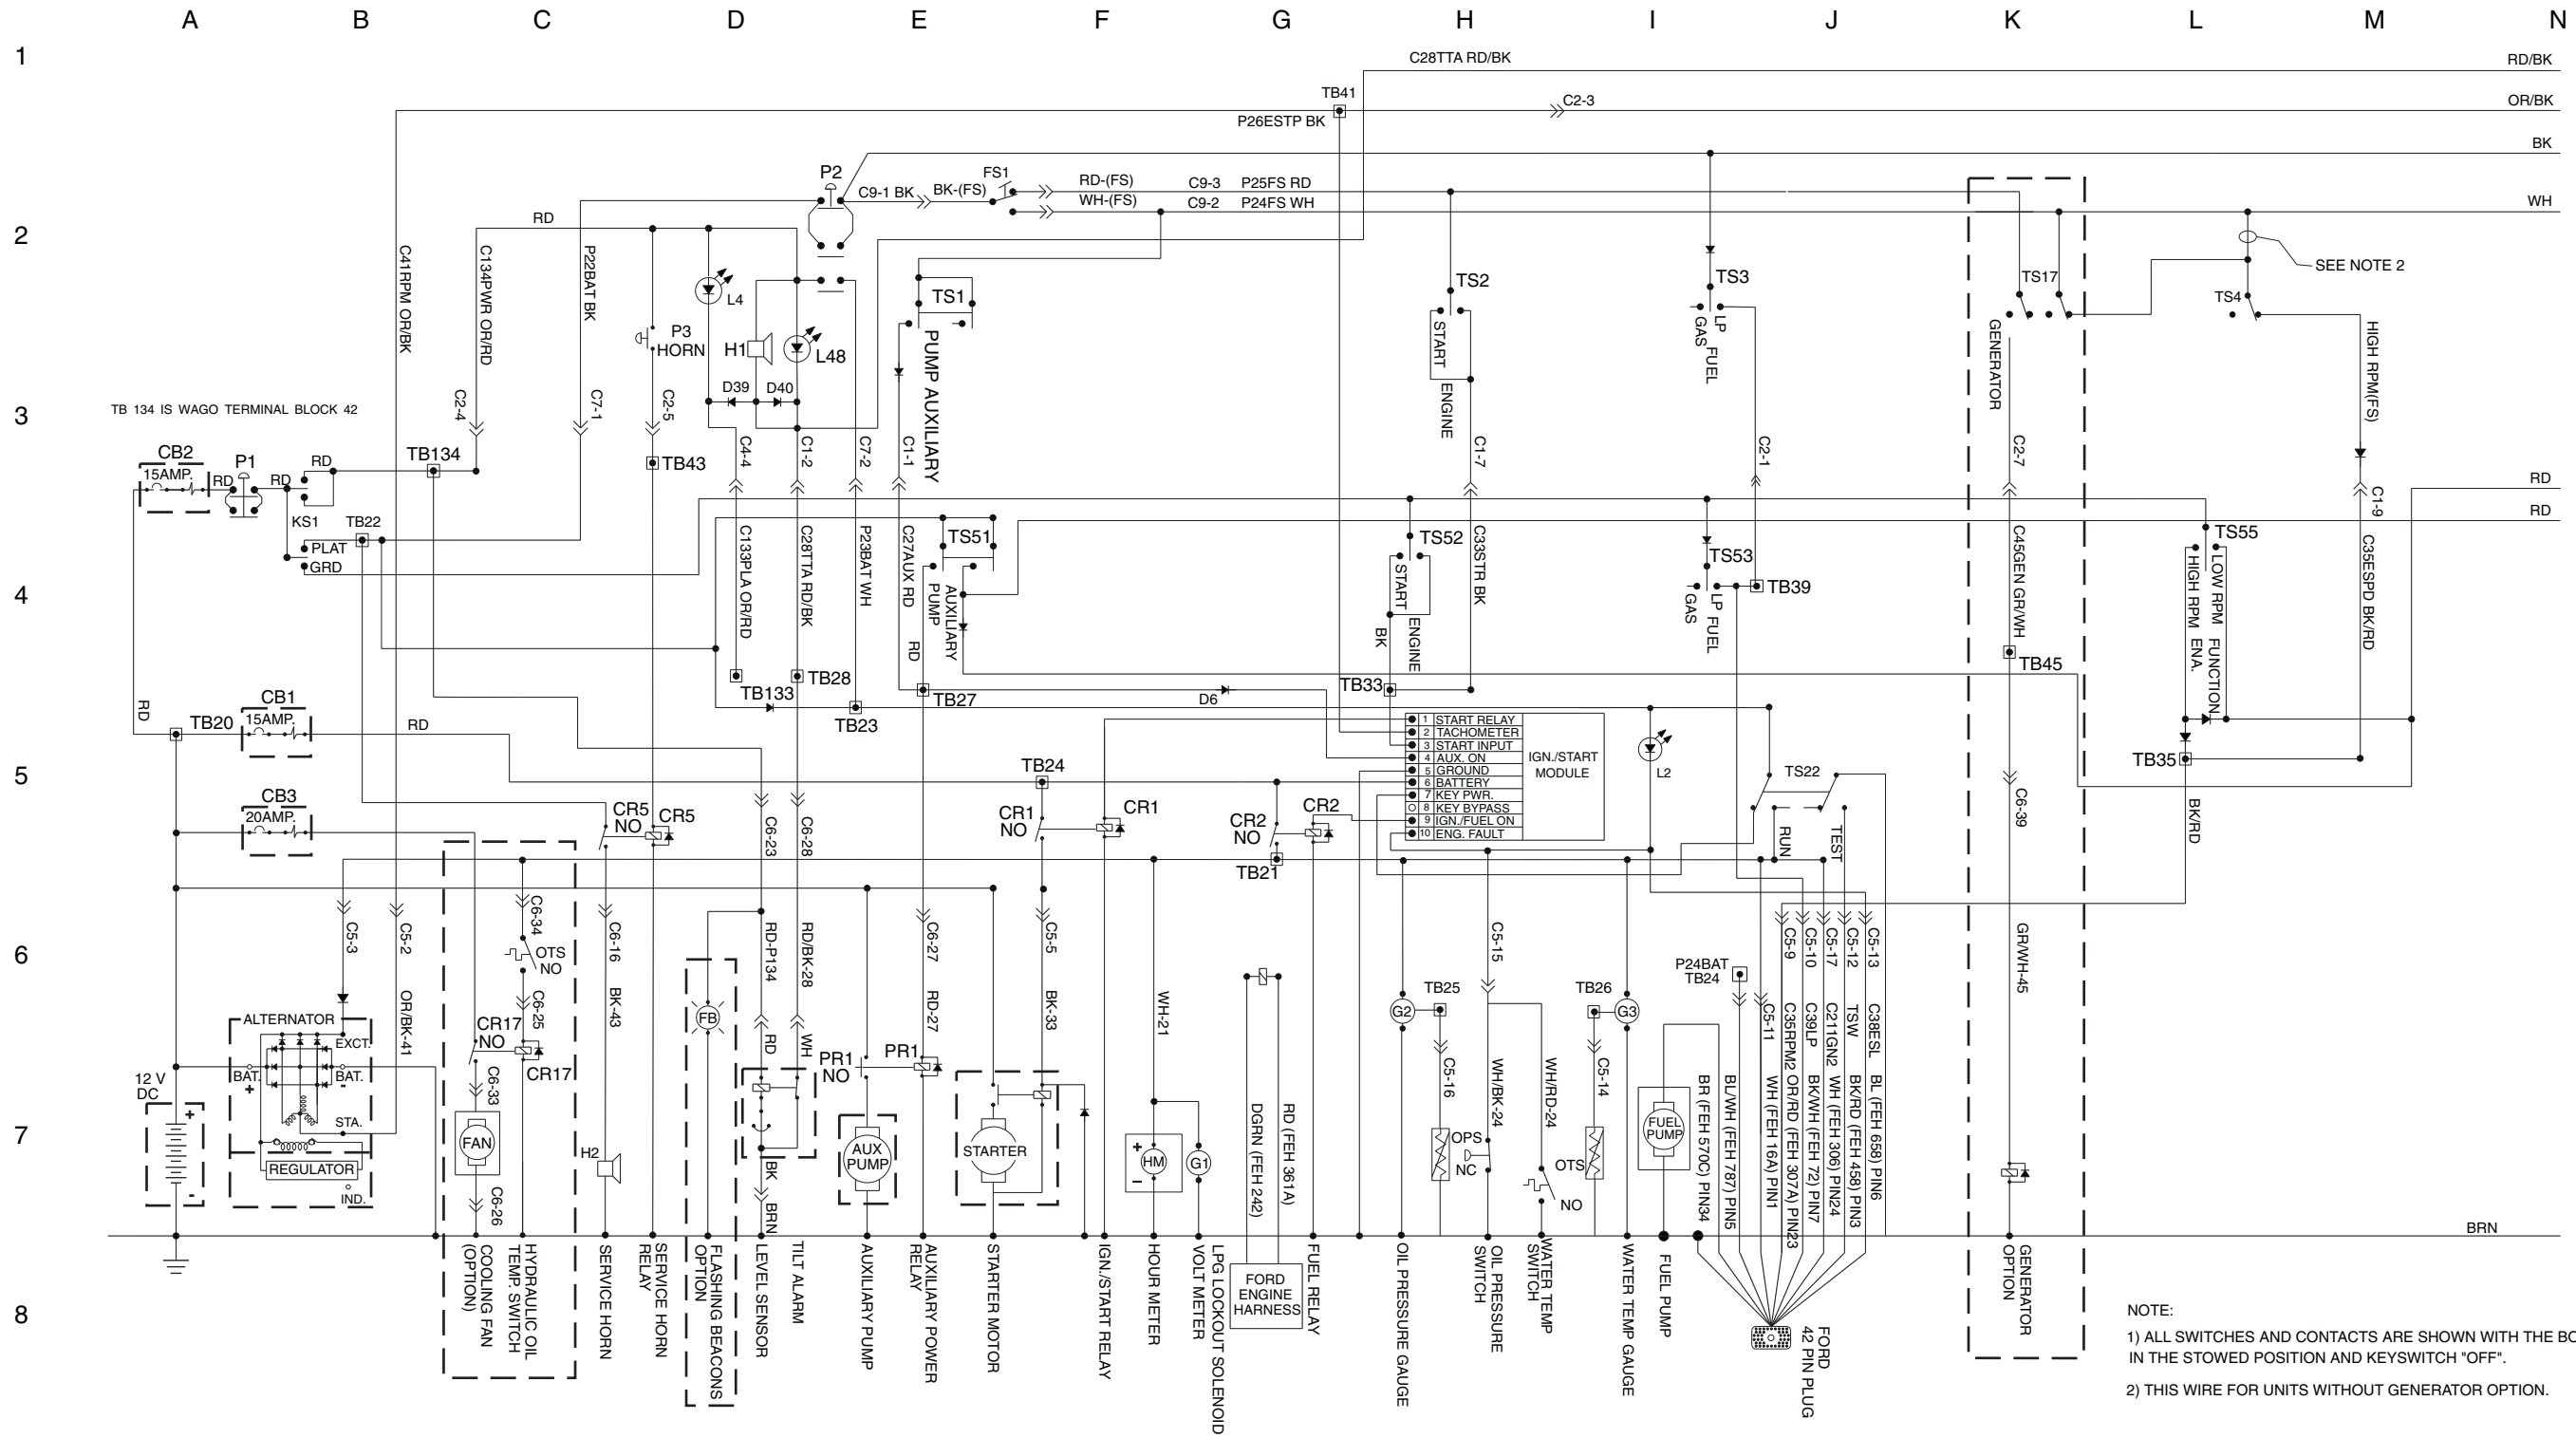 A B C D E F G H I J K L M N
1
C28TTA RD/BK
RD/BK
TB41
C2-3
OR/BK
P26ESTP BK
BK
P2
FS1
C9-1 BK
BK-(FS)
RD-(FS)
C9-3 P25FS RD
WH-(FS)
C9-2 P24FS WH
WH
2
RD
C41RPM OR/BK
C134PWR OR/RD
P22BAT BK
L4
P3
HORN
H1
L48
D39
D40
TS1
PUMP AUXILIARY
TS2
START
ENGINE
TS3
GAS
LP
FUEL
TS17
GENERATOR
TS4
SEE NOTE 2
HIGH RPM(FS)
3
TB 134 IS WAGO TERMINAL BLOCK 42
C2-4
C7-1
C2-5
C4-4
C1-2
C7-2
C1-1
C1-7
C2-1
C2-7
C1-9
CB2
15AMP.
P1
RD
RD
RD
TB134
TB43
RD
RD
KS1
TB22
PLAT
GRD
4
C133PLA OR/RD
C28TTA RD/BK
P23BAT WH
C27AUX RD
TS51
AUXILIARY
PUMP
RD
TS52
START
ENGINE
BK
C33STR BK
TS53
GAS
LP
FUEL
TB39
C45GEN GR/WH
TB45
TS55
HIGH RPM ENA.
LOW RPM FUNCTION
C35ESPD BK/RD
TB133
TB28
TB23
TB27
D6
TB33
RD
TB20
CB1
15AMP.
RD
1 START RELAY
2 TACHOMETER
3 START INPUT
4 AUX. ON
5 GROUND
6 BATTERY
7 KEY PWR.
8 KEY BYPASS
9 IGN./FUEL ON
10 ENG. FAULT
IGN./START
MODULE
L2
TS22
RUN
TEST
TB35
BK/RD
5
TB24
CB3
20AMP.
CR5
NO
CR5
C6-23
C6-28
CR1
NO
CR1
CR2
NO
CR2
TB21
C6-39
6
C5-3
C5-2
C6-34
OTS
NO
C6-16
RD-P134
RD/BK-28
C6-27
C5-5
C5-15
C5-9
C5-10
C5-17
C5-12
C5-13
P24BAT
TB24
C5-11
GR/WH-45
OR/BK-41
C6-25
BK-43
FB
RD
WH
RD-27
BK-33
WH-21
G2
TB25
TB26
G3
C35RPM2
C39LP
C211GN2
TSW
C38ESL
ALTERNATOR
EXCT.
BAT.
+
BAT.
-
STA.
REGULATOR
IND.
CR17
NO
CR17
C6-33
PR1
NO
PR1
C5-16
WH/BK-24
WH/RD-24
C5-14
12 V
DC
+
-
7
FAN
C6-26
H2
BK
BRN
AUX
PUMP
STARTER
+
HM
−
G1
DGRN (FEH 242)
RD (FEH 361A)
OPS
NC
OTS
NO
FUEL
PUMP
BR (FEH 570C) PIN34
BL/WH (FEH 787) PIN5
WH (FEH 16A) PIN1
OR/RD (FEH 307A) PIN23
BK/WH (FEH 72) PIN7
WH (FEH 306) PIN24
BK/RD (FEH 458) PIN3
BL (FEH 658) PIN6
BRN
8
COOLING FAN
(OPTION)
HYDRAULIC OIL
TEMP. SWITCH
SERVICE HORN
SERVICE HORN
RELAY
FLASHING BEACONS
OPTION
LEVEL SENSOR
TILT ALARM
AUXILIARY PUMP
AUXILIARY POWER
RELAY
STARTER MOTOR
IGN./START RELAY
HOUR METER
VOLT METER
LPG LOCKOUT SOLENOID
FORD
ENGINE
HARNESS
FUEL RELAY
OIL PRESSURE GAUGE
OIL PRESSURE
SWITCH
WATER TEMP
SWITCH
WATER TEMP GAUGE
FUEL PUMP
FORD
42 PIN PLUG
GENERATOR
OPTION
NOTE:
1) ALL SWITCHES AND CONTACTS ARE SHOWN WITH THE BO
IN THE STOWED POSITION AND KEYSWITCH "OFF".
2) THIS WIRE FOR UNITS WITHOUT GENERATOR OPTION.